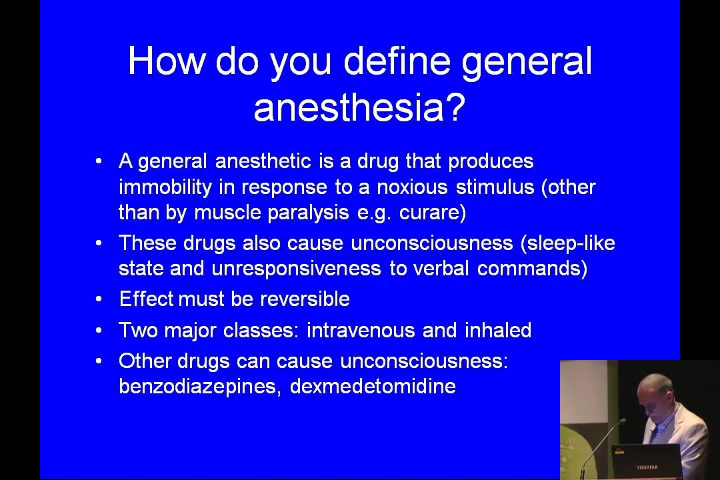 How do you define general
anesthesia?
• A general anesthetic is a drug that produces
immobility in response to a noxious stimulus (other
than by muscle paralysis e.g. curare)
• These drugs also cause unconsciousness (sleep-like
state and unresponsiveness to verbal commands)
• Effect must be reversible
• Two major classes: intravenous and inhaled
• Other drugs can cause unconsciousness:
benzodiazepines, dexmedetomidine
TOSHIBA